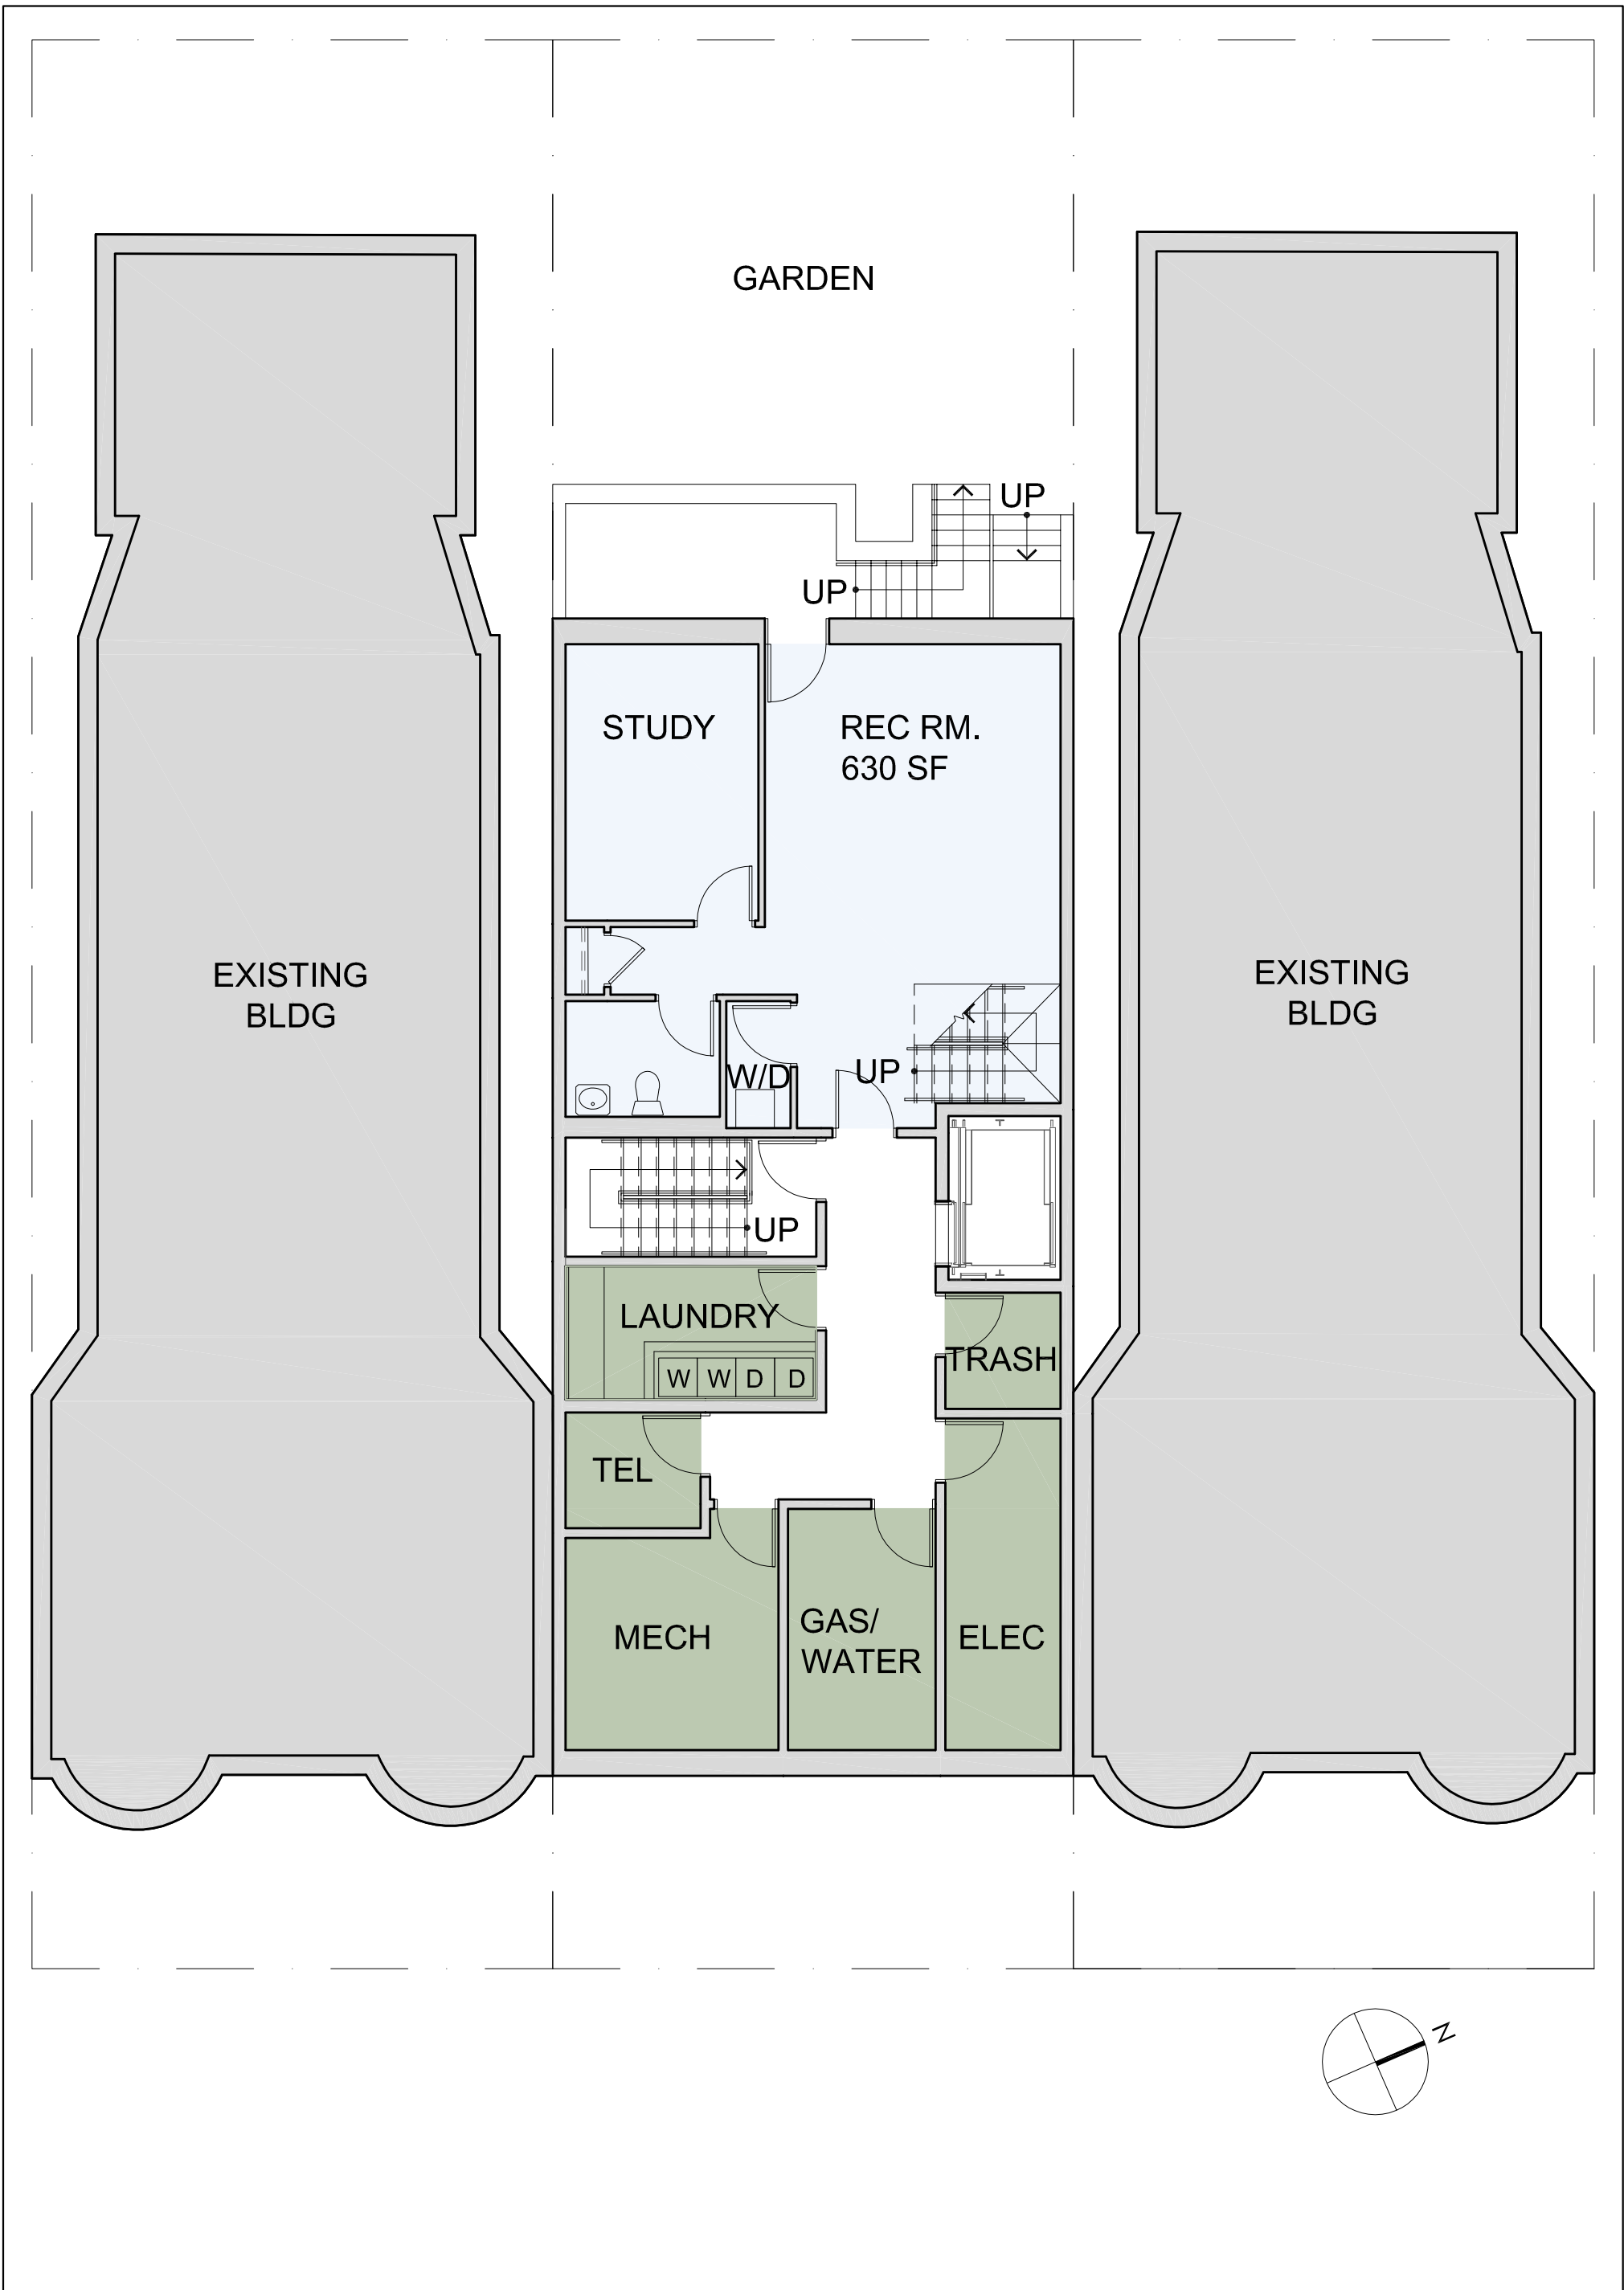 GARDEN
UP
UP
STUDY
REC RM.
630 SF
EXISTING
BLDG
EXISTING
BLDG
W/D
UP
UP
LAUNDRY
W W D D
TRASH
TEL
MECH
GAS/
WATER
ELEC
N